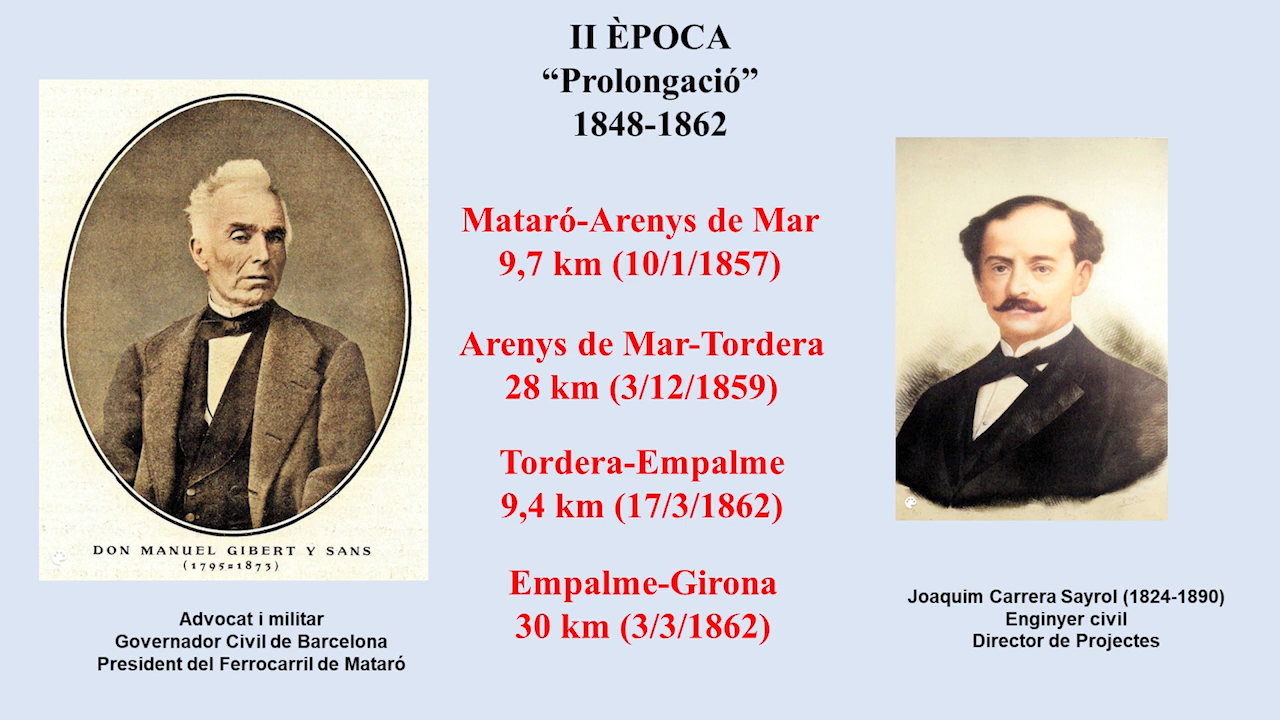 II ÈPOCA
“Prolongació”
1848-1862
Mataró-Arenys de Mar
9,7 km (10/1/1857)
Arenys de Mar-Tordera
28 km (3/12/1859)
Tordera-Empalme
9,4 km (17/3/1862)
Empalme-Girona
30 km (3/3/1862)
DON MANUEL GIBERT Y SANS
(1795=1873)
Advocat i militar
Governador Civil de Barcelona
President del Ferrocarril de Mataró
Joaquim Carrera Sayrol (1824-1890)
Enginyer civil
Director de Projectes